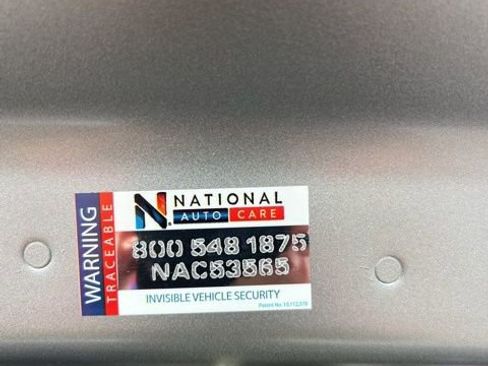 WARNING
TRACEABLE
N. NATIONAL
AUTO CARE
800 548 1875
NAC53565
INVISIBLE VEHICLE SECURITY